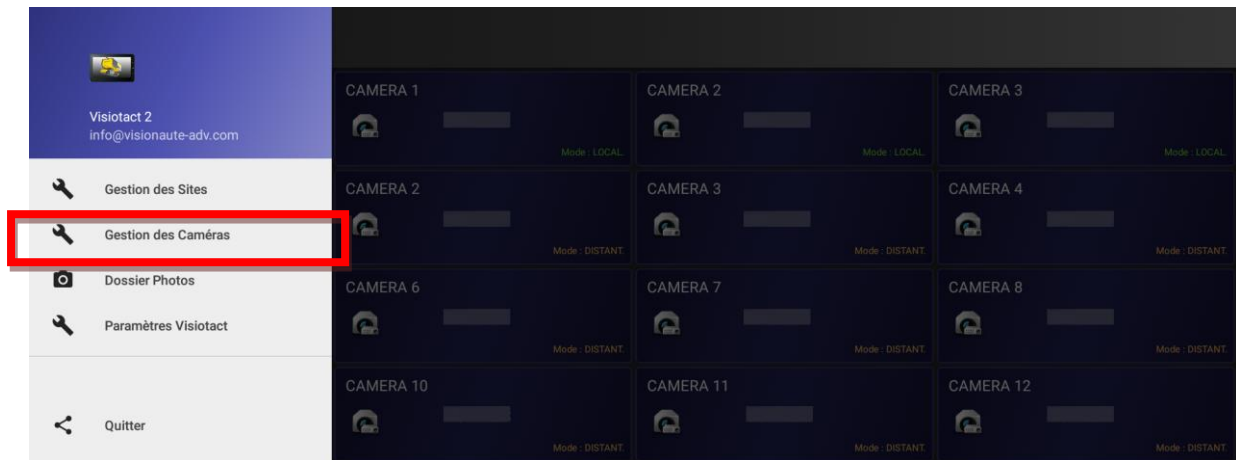 Visiotact 2
info@visionaute-adv.com
Gestion des Sites
Gestion des Caméras
Dossier Photos
Paramètres Visiotact
Quitter
CAMERA 1
Mode : LOCAL.
CAMERA 2
Mode : LOCAL.
CAMERA 3
Mode : LOCAL.
CAMERA 2
Mode : DISTANT.
CAMERA 3
Mode : DISTANT.
CAMERA 4
Mode : DISTANT.
CAMERA 6
Mode : DISTANT.
CAMERA 7
Mode : DISTANT.
CAMERA 8
Mode : DISTANT.
CAMERA 10
Mode : DISTANT.
CAMERA 11
Mode : DISTANT.
CAMERA 12
Mode : DISTANT.